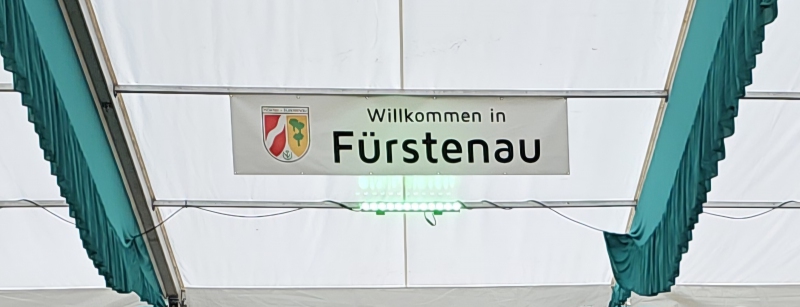 Willkommen in
Fürstenau